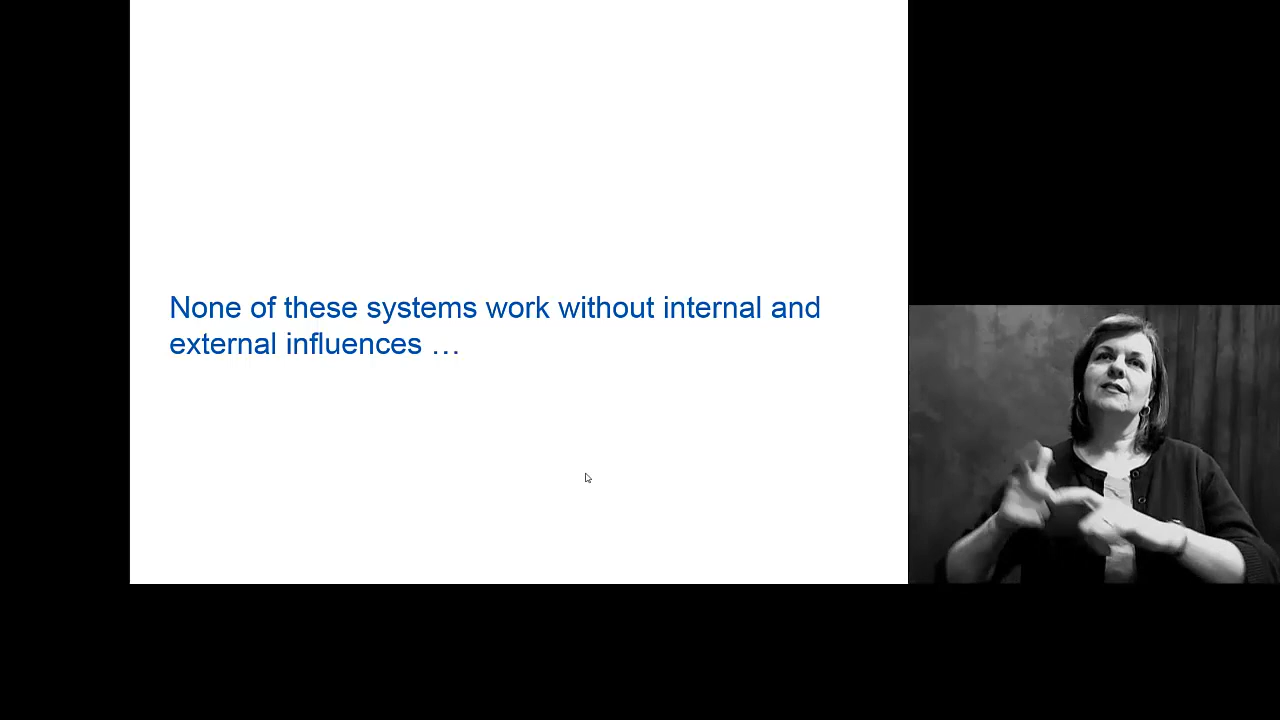 None of these systems work without internal and
external influences …